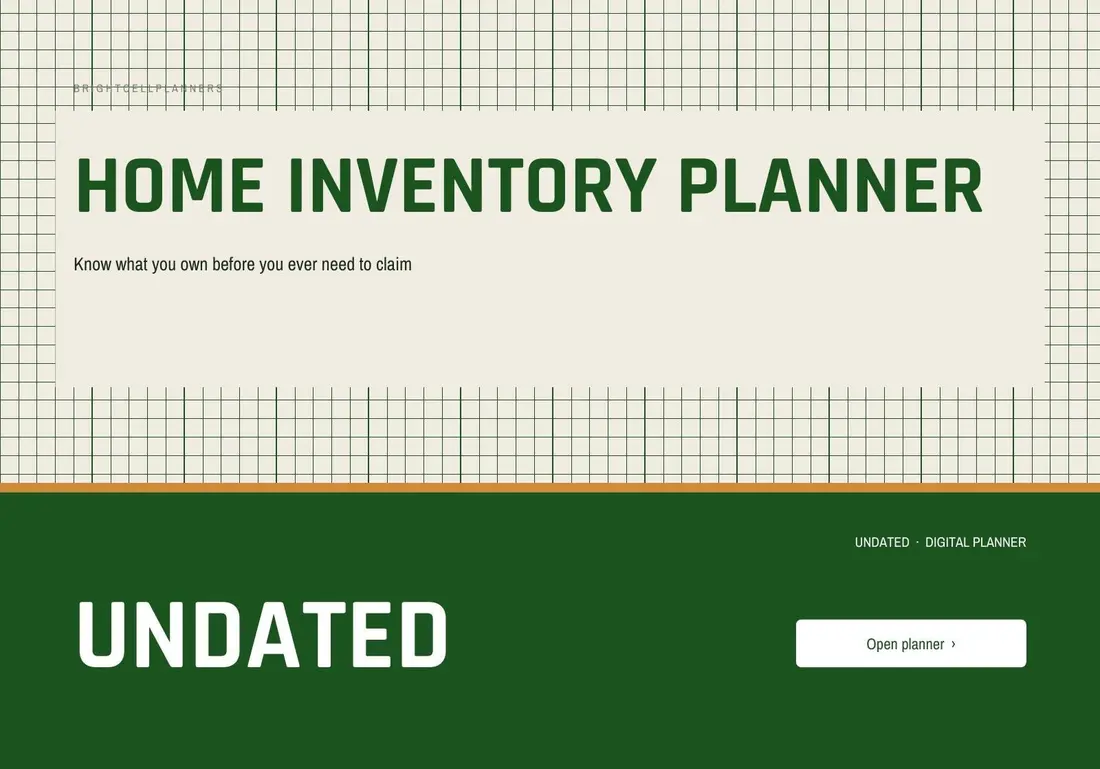 BRIGHTCELLPLANNERS
HOME INVENTORY PLANNER
Know what you own before you ever need to claim
UNDATED · DIGITAL PLANNER
UNDATED
Open planner ›